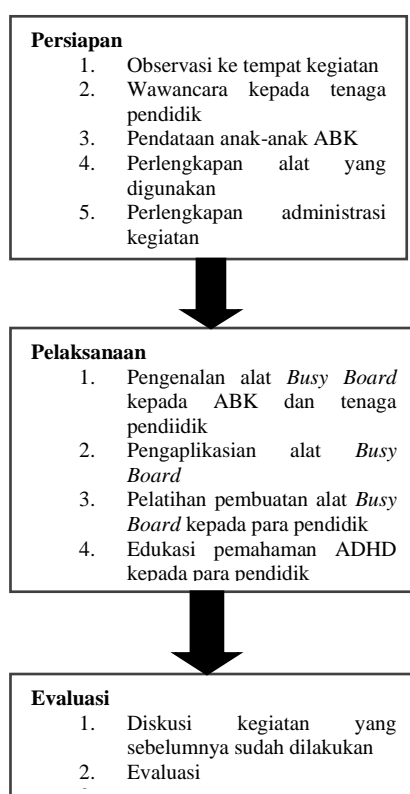 Persiapan
1. Observasi ke tempat kegiatan
2. Wawancara kepada tenaga
pendidik
3. Pendataan anak-anak ABK
4. Perlengkapan alat yang
digunakan
5. Perlengkapan administrasi
kegiatan
Pelaksanaan
1. Pengenalan alat Busy Board
kepada ABK dan tenaga
pendiidik
2. Pengaplikasian alat Busy
Board
3. Pelatihan pembuatan alat Busy
Board kepada para pendidik
4. Edukasi pemahaman ADHD
kepada para pendidik
Evaluasi
1. Diskusi kegiatan yang
sebelumnya sudah dilakukan
2. Evaluasi